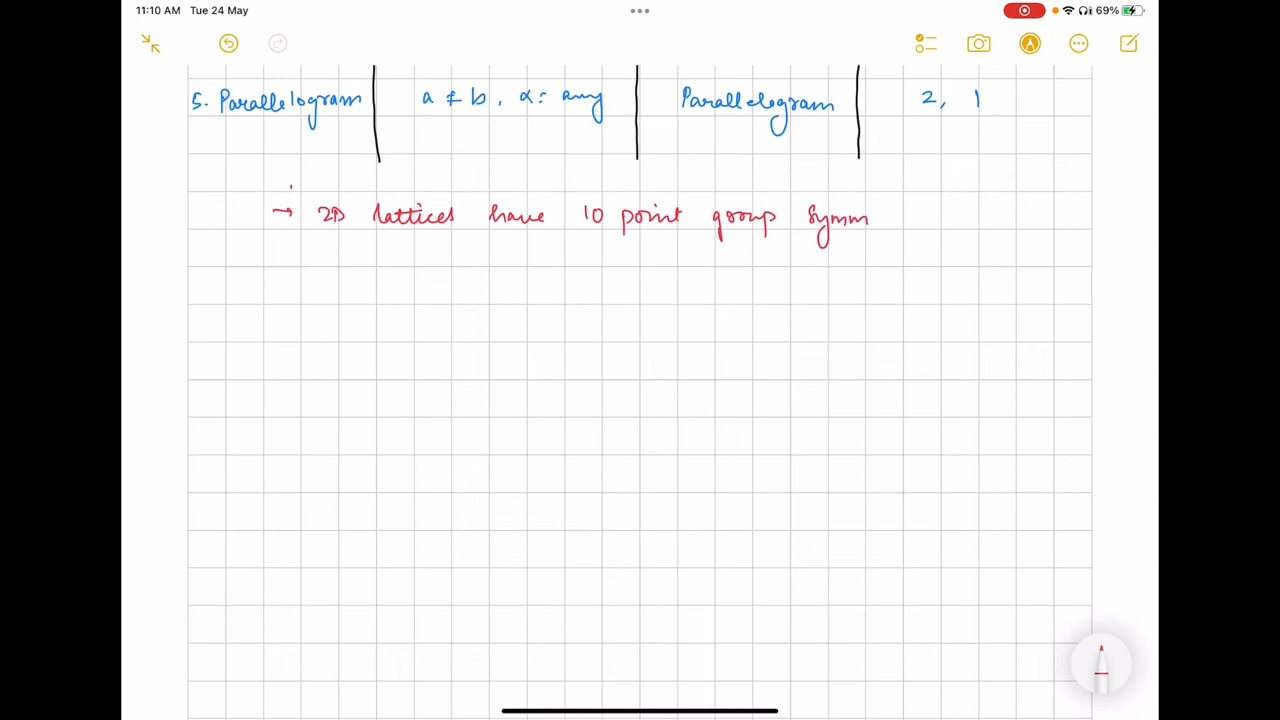 11:10 AM Tue 24 May
69%
5. Parallelogram a ≠ b, α = any Parallelogram 2, 1
→ 2D lattices have 10 point group symm